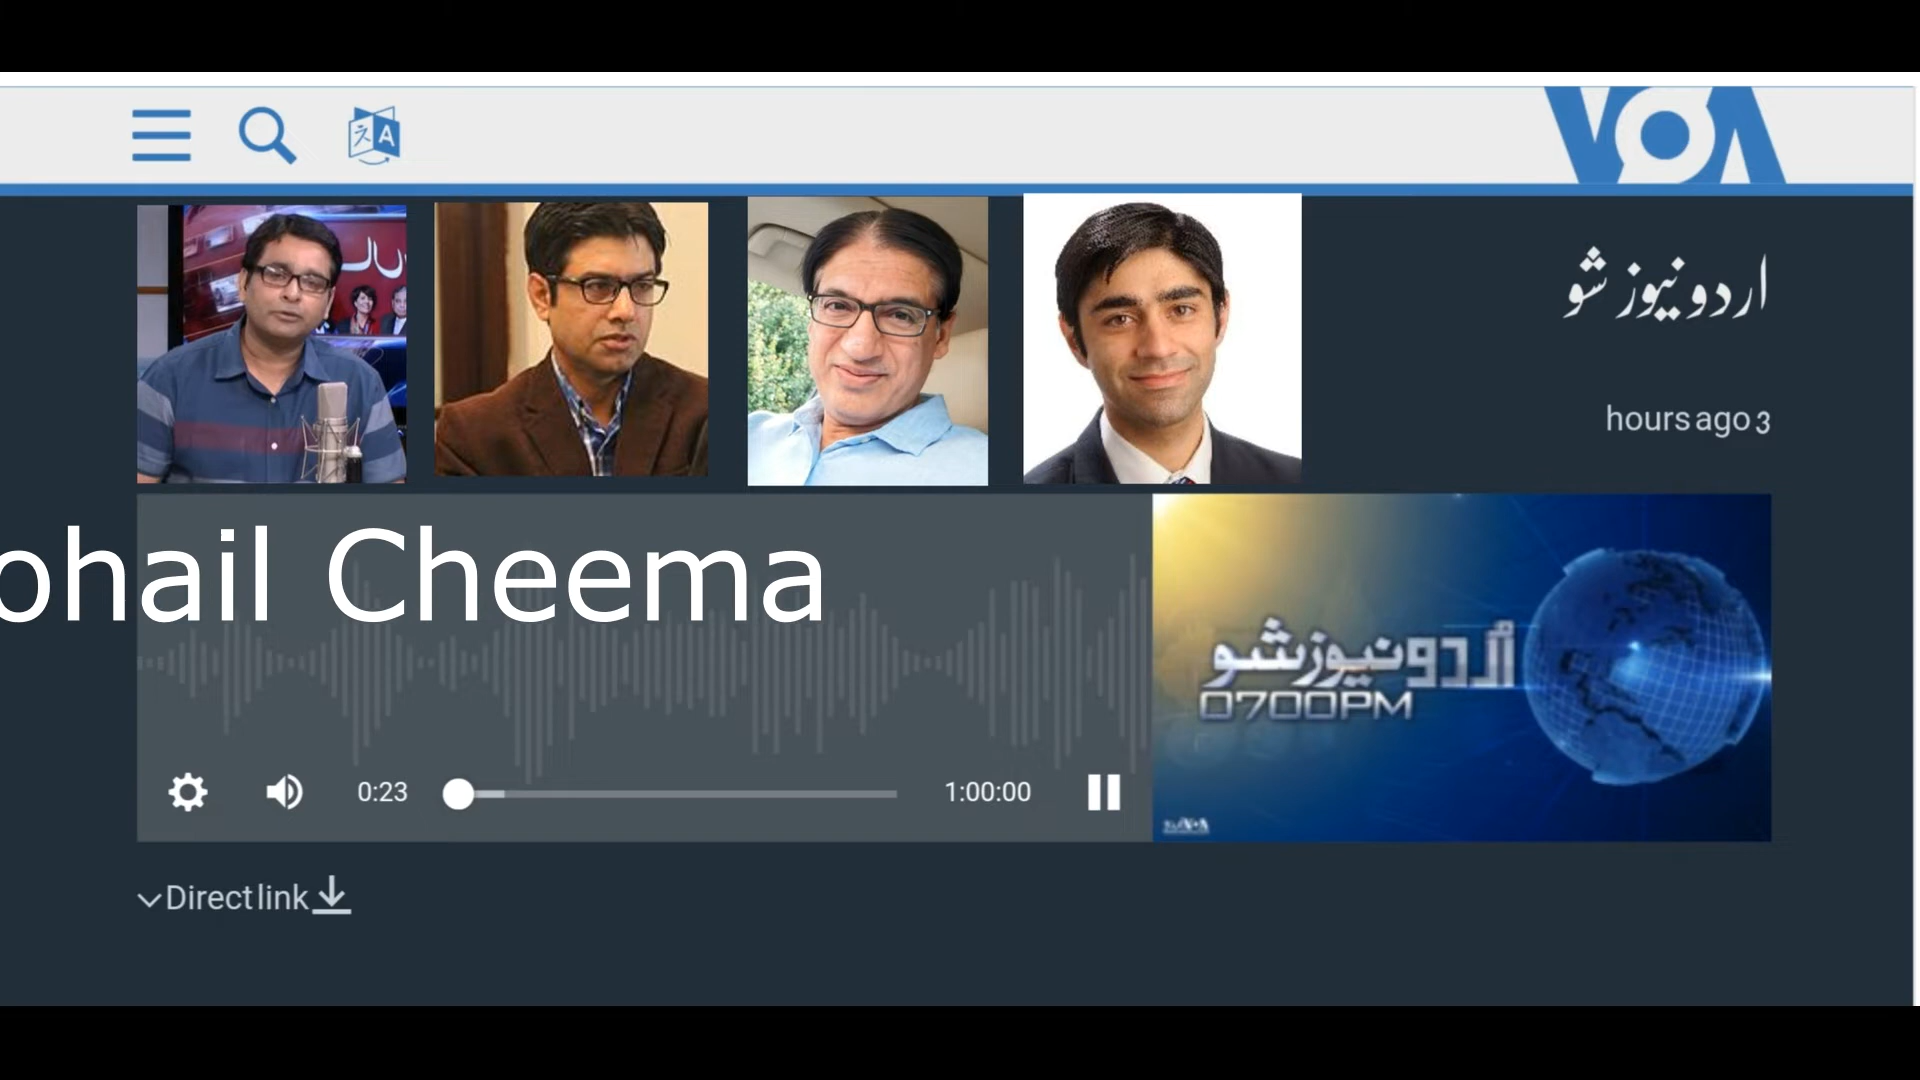 VOA
اردو نیوز شو
hours ago 3
ohail Cheema
اُردو نیوز شو
0700PM
0:23
1:00:00
Direct link